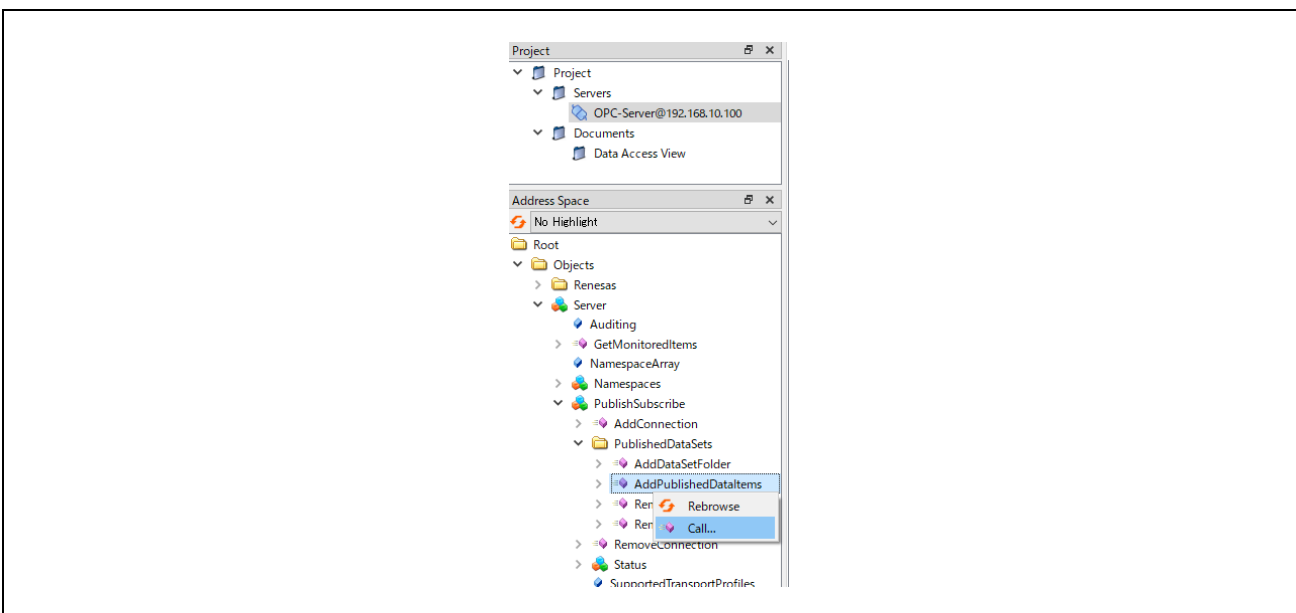 Project
Project
Servers
OPC-Server@192.168.10.100
Documents
Data Access View
Address Space
No Highlight
Root
Objects
Renesas
Server
Auditing
GetMonitoredItems
NamespaceArray
Namespaces
PublishSubscribe
AddConnection
PublishedDataSets
AddDataSetFolder
AddPublishedDataItems
Rebrowse
Call...
RemoveConnection
Status
SupportedTransportProfiles